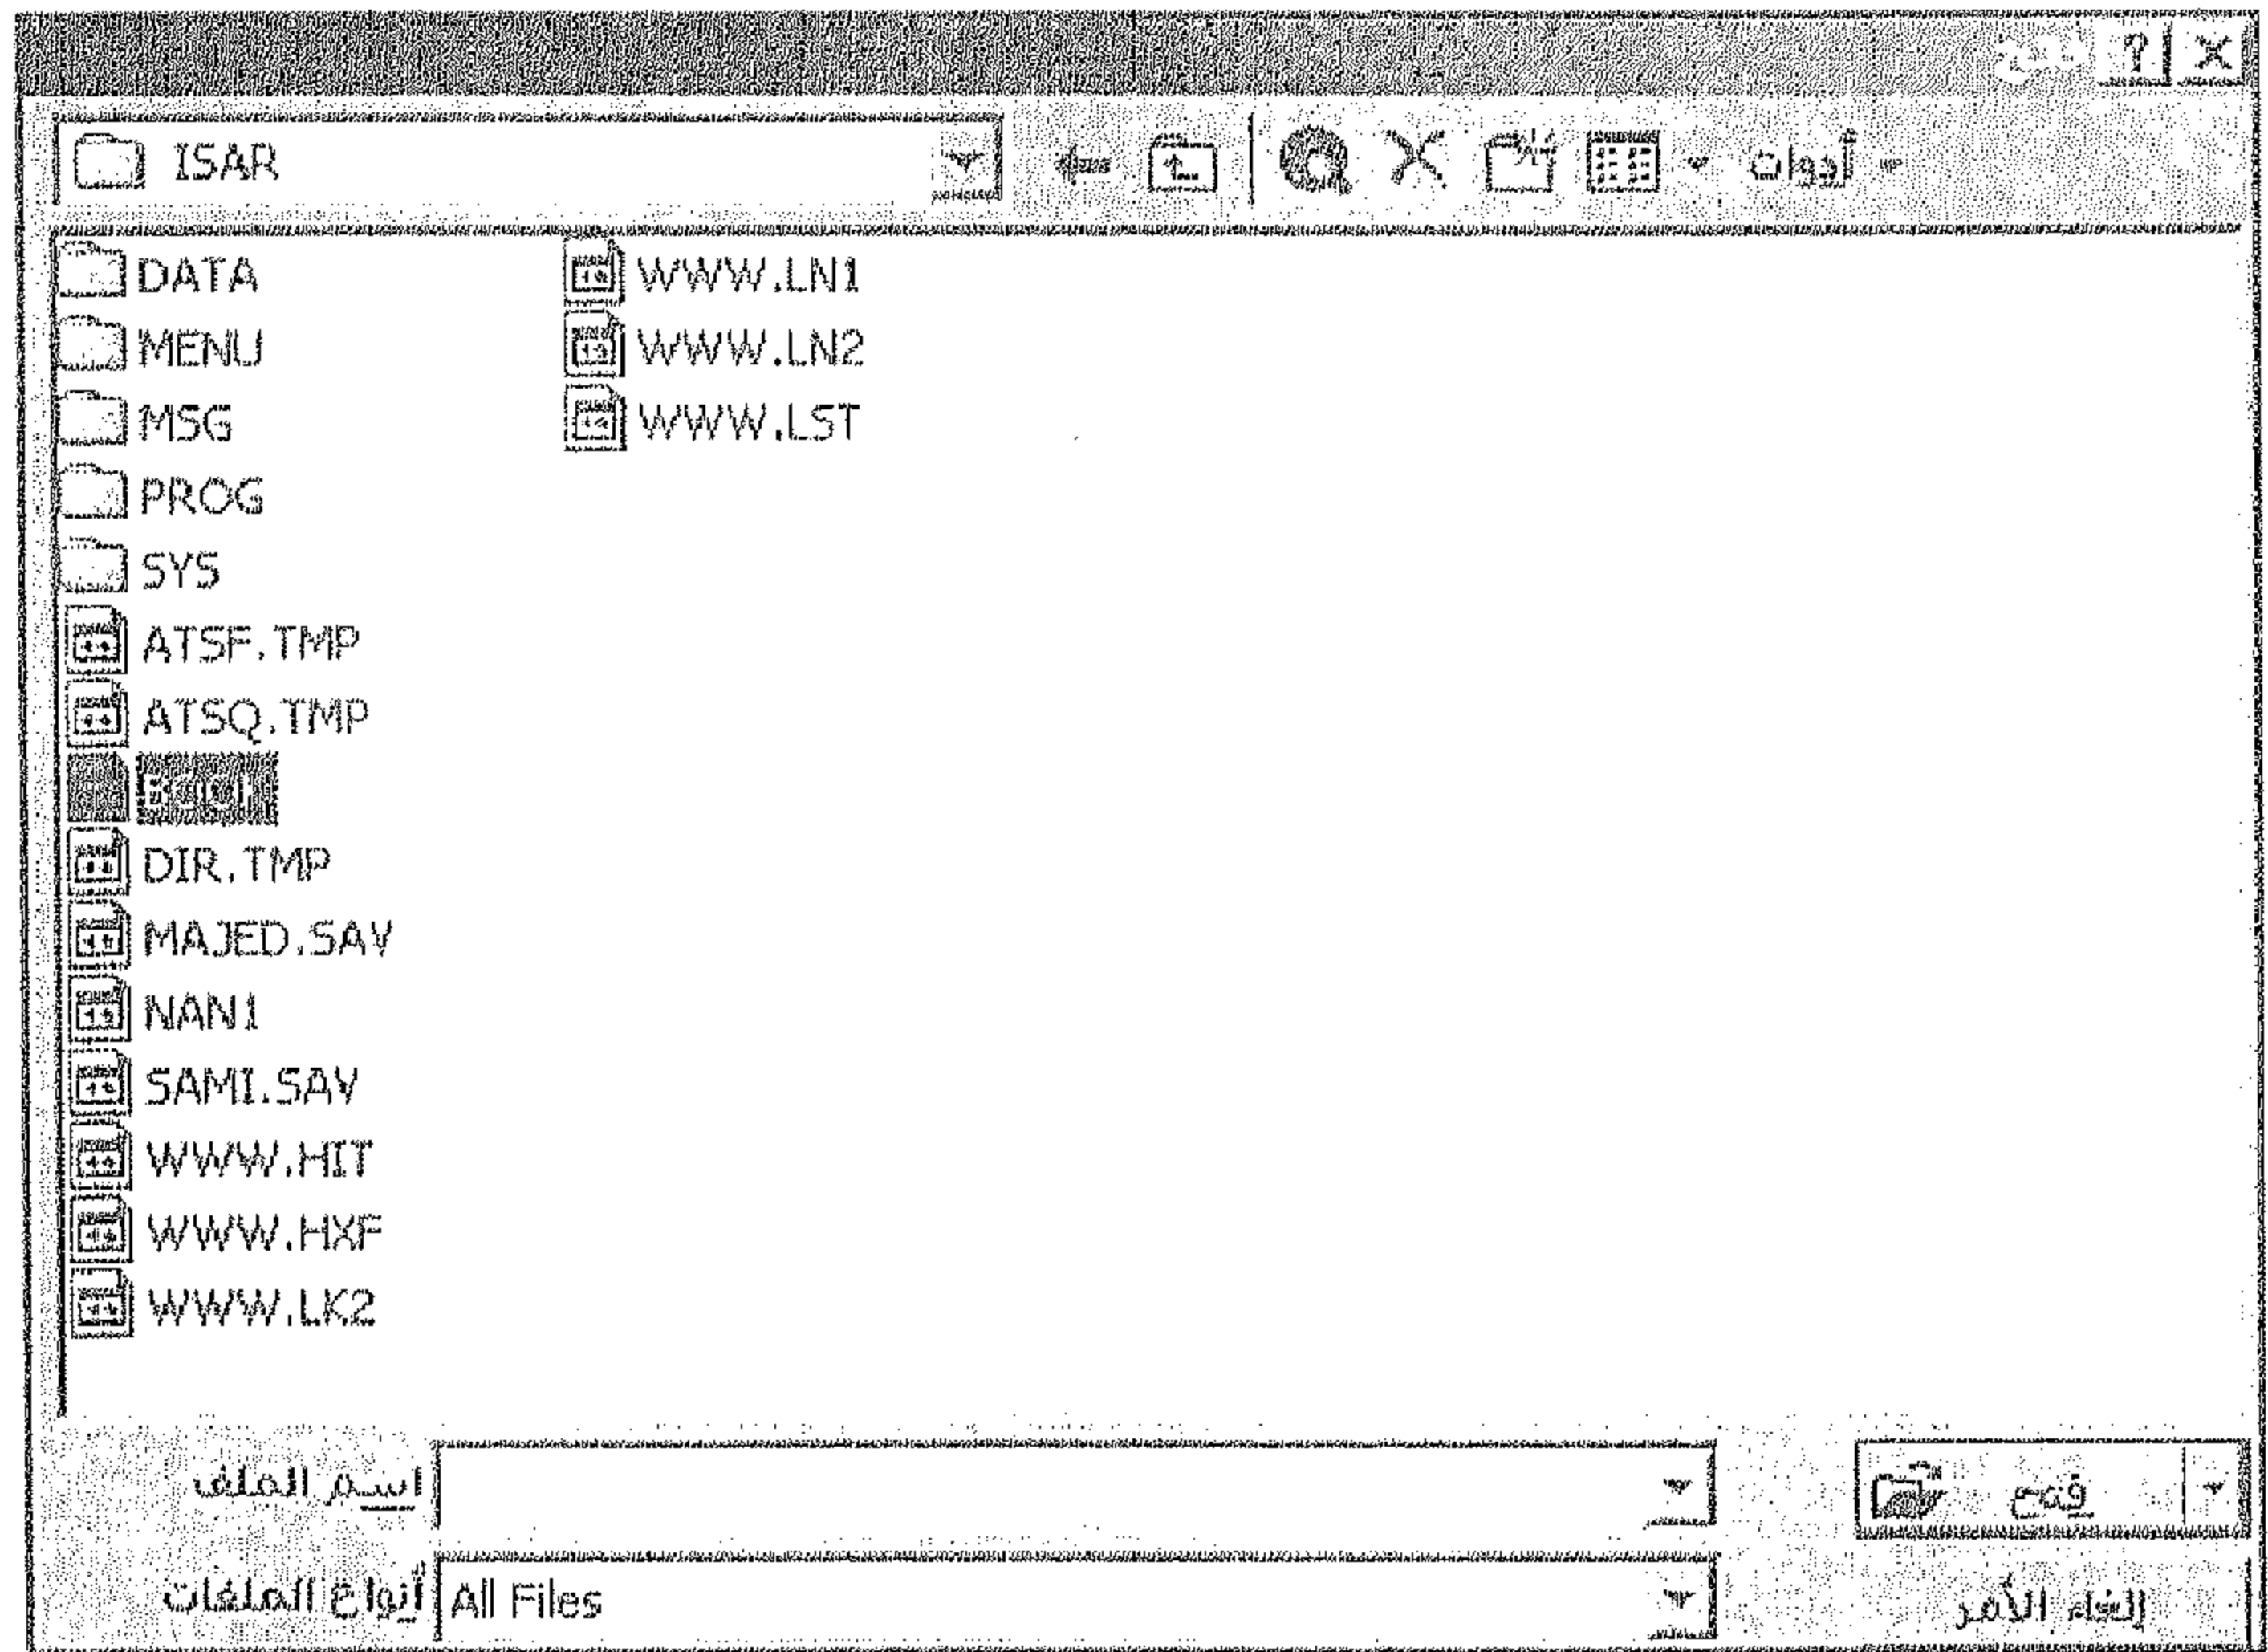 فتح
ISAR
أدوات
DATA
MENU
MSG
PROG
SYS
ATSF.TMP
ATSQ.TMP
DIR.TMP
MAJED.SAV
NAN1
SAMI.SAV
WWW.HIT
WWW.HXF
WWW.LK2
WWW.LN1
WWW.LN2
WWW.LST
اسم الملف
فتح
أنواع الملفات All Files
إلغاء الأمر